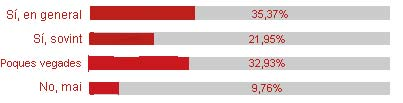 Sí, en general 35,37%
Sí, sovint 21,95%
Poques vegades 32,93%
No, mai 9,76%